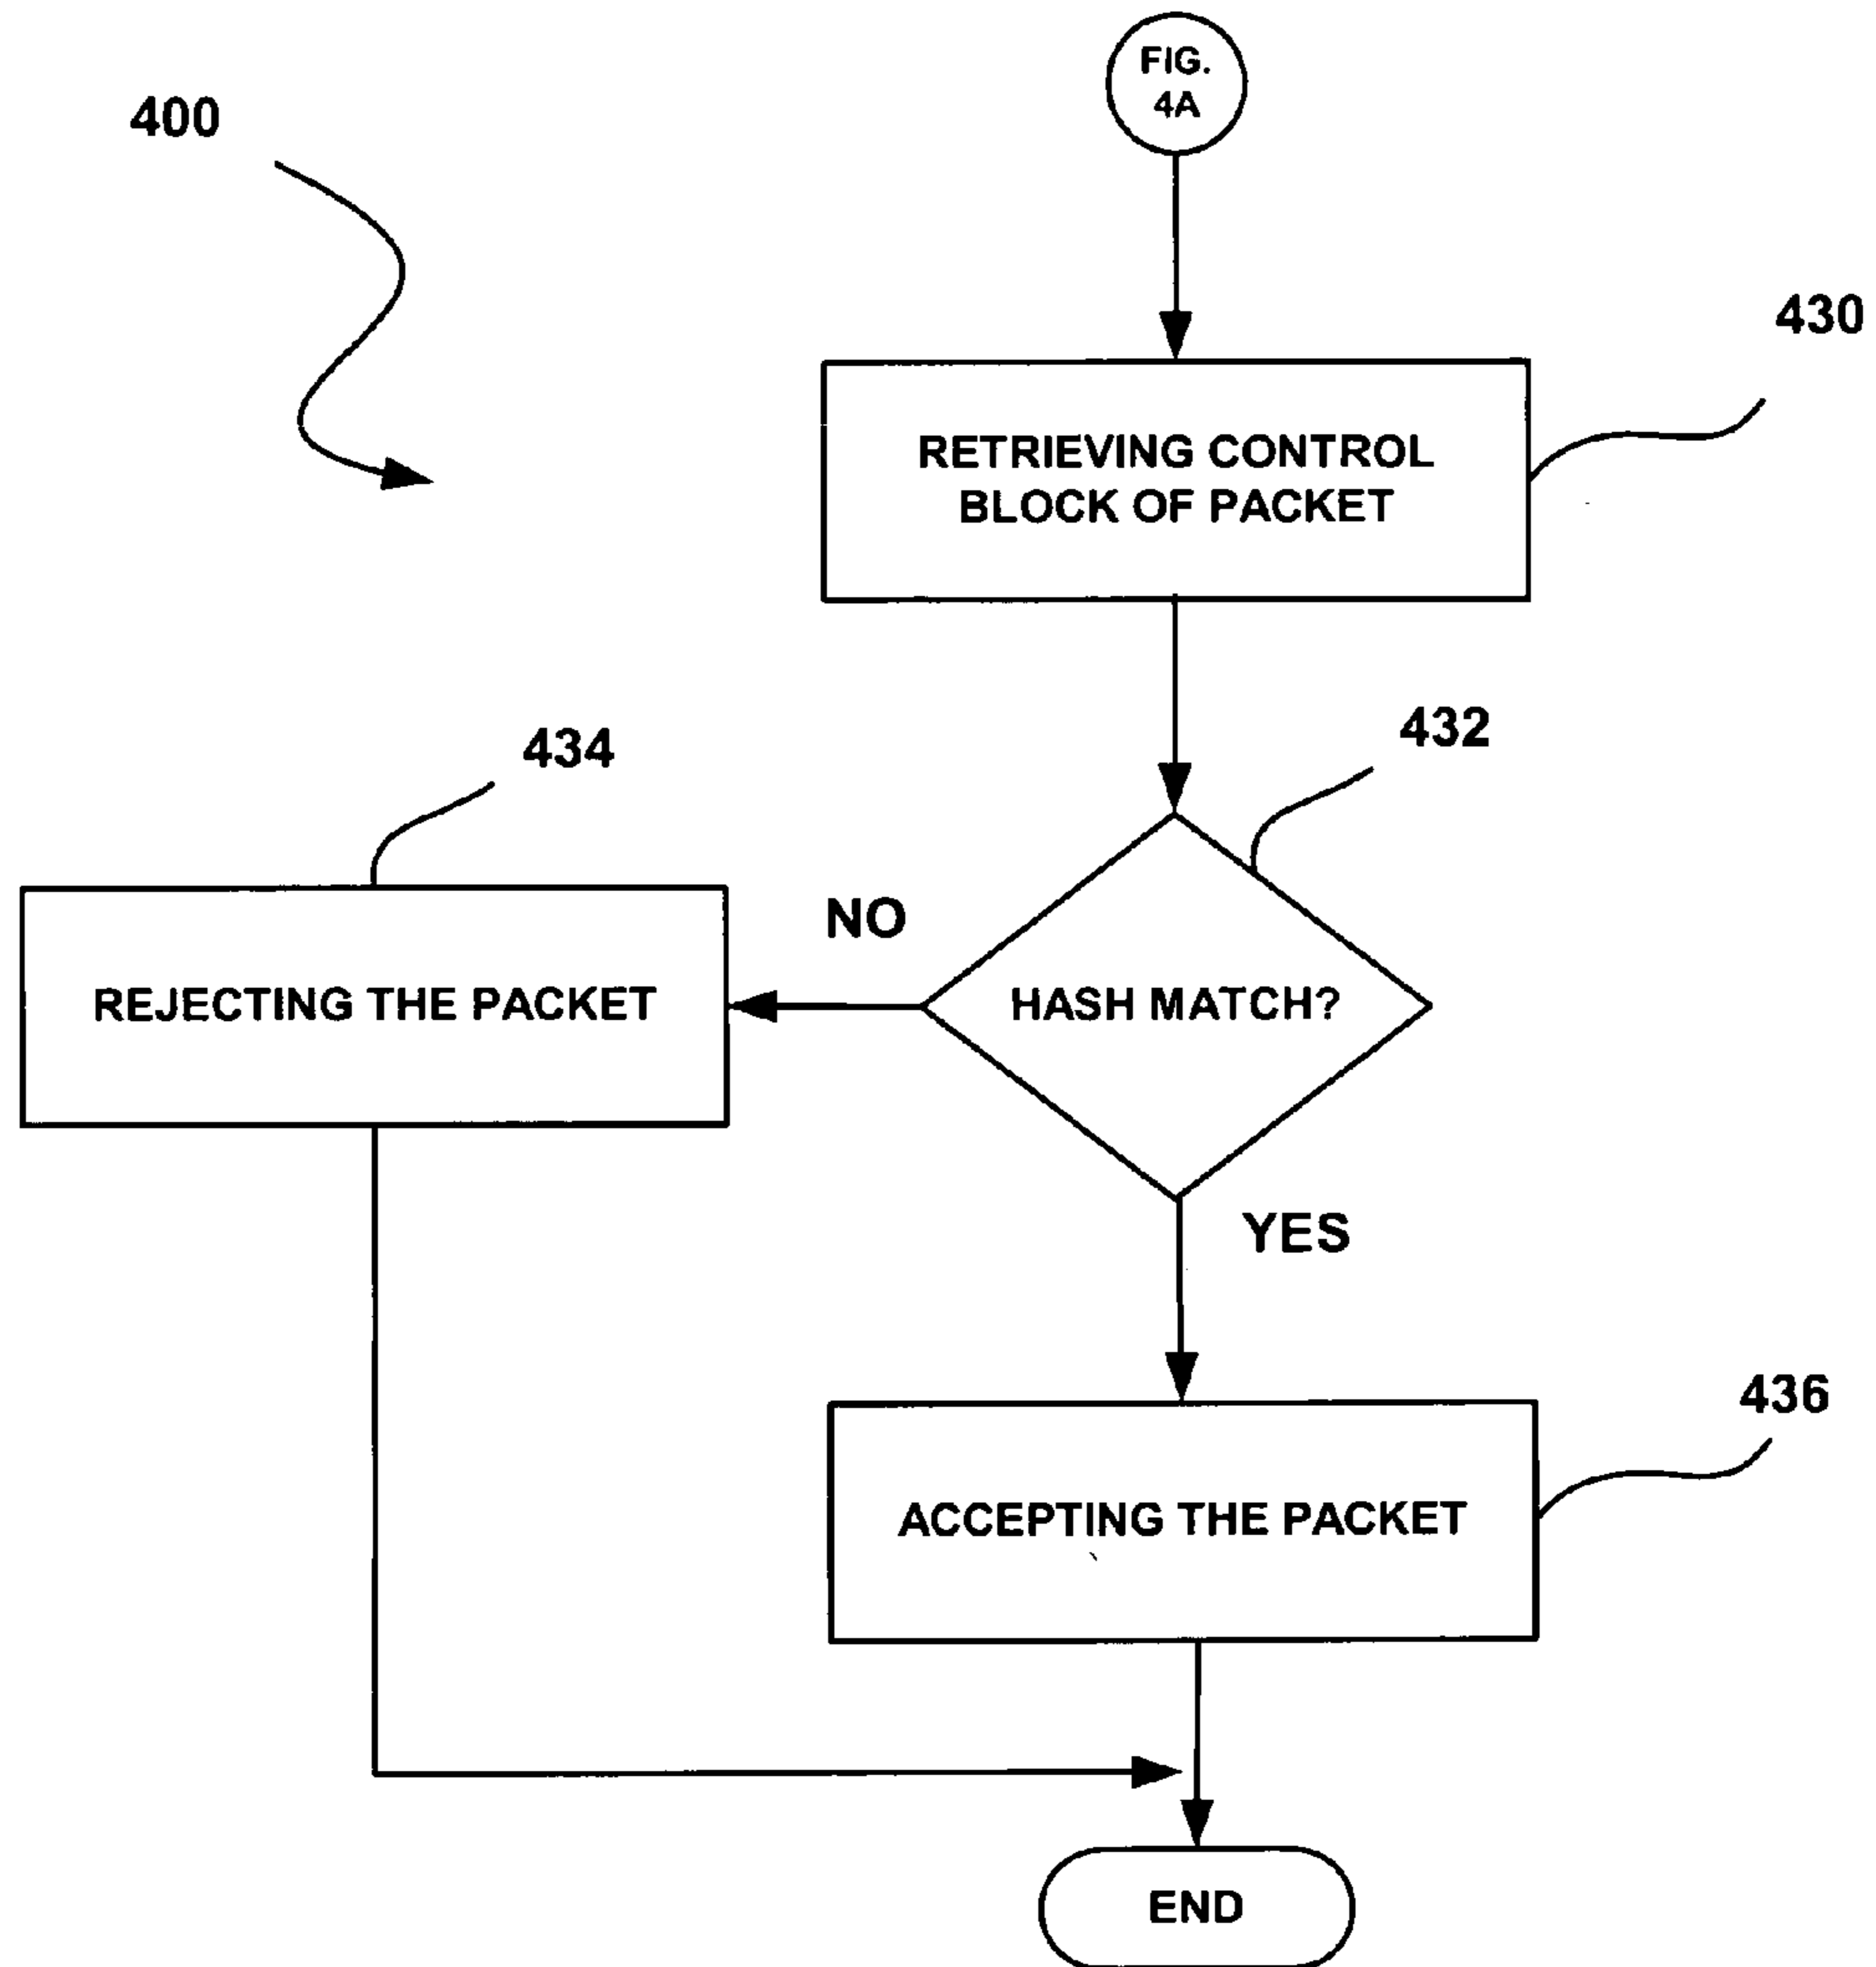 FIG.
4A
400
430
RETRIEVING CONTROL
BLOCK OF PACKET
432
434
NO
HASH MATCH?
REJECTING THE PACKET
YES
436
ACCEPTING THE PACKET
END